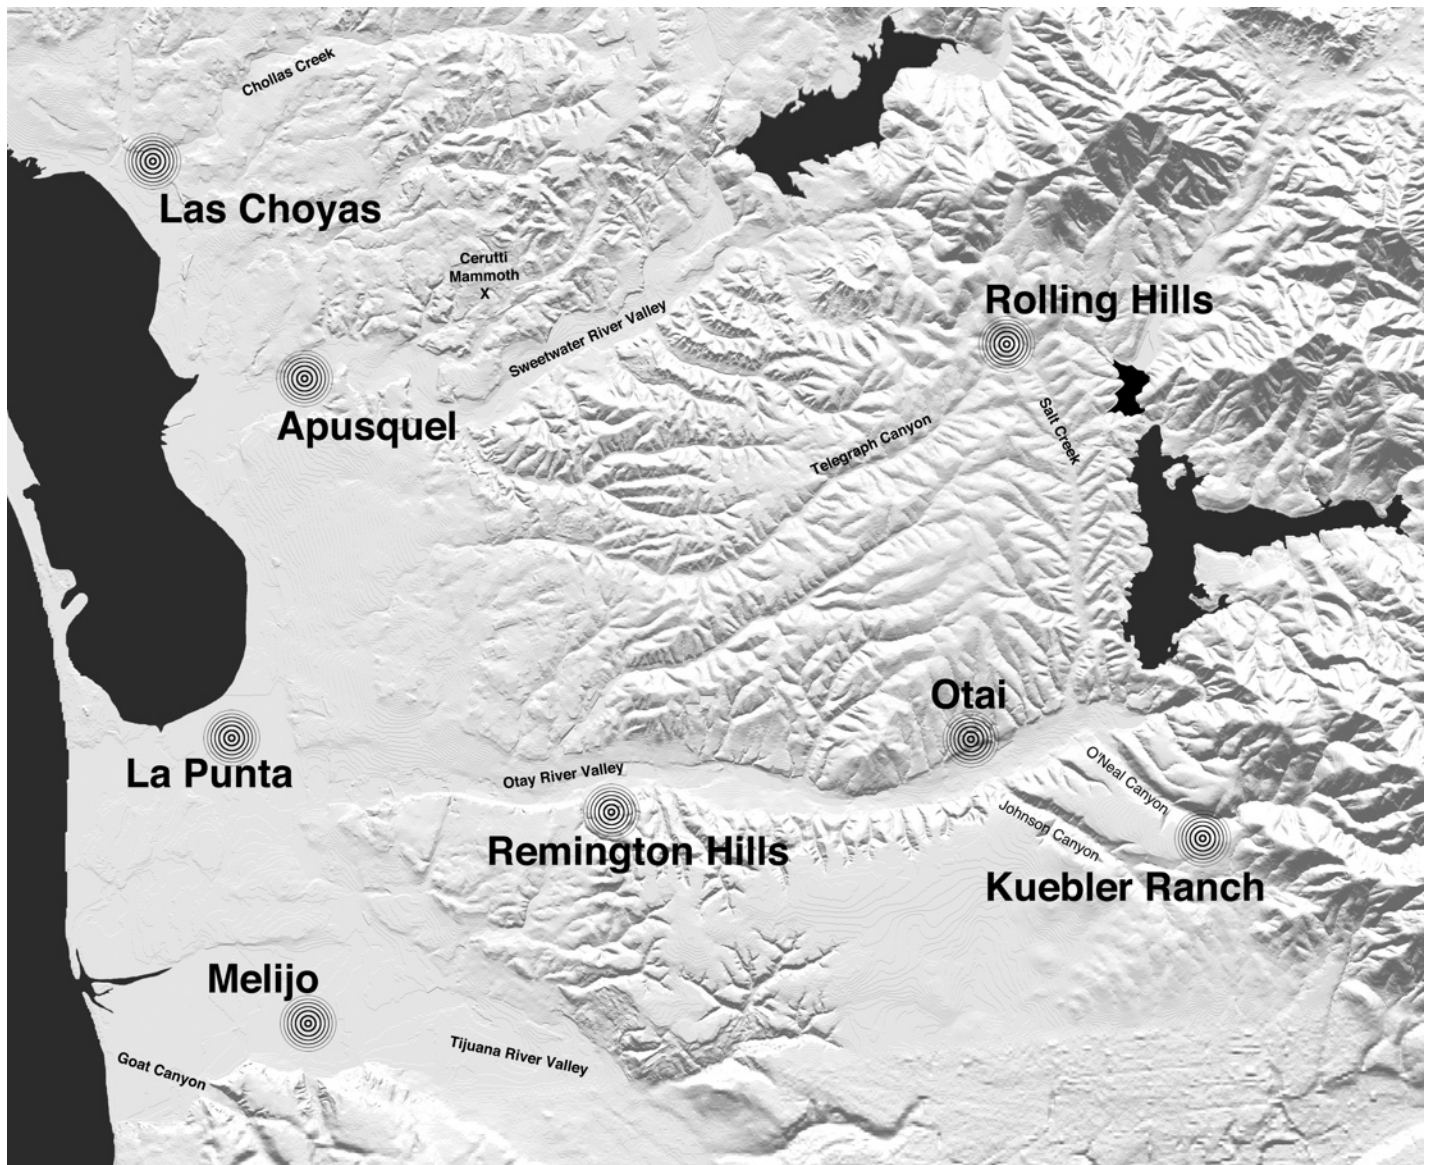 Chollas Creek
Las Choyas
Cerutti
Mammoth
X
Rolling Hills
Sweetwater River Valley
Apusquel
Telegraph Canyon
Salt Creek
Otai
La Punta
Otay River Valley
O'Neal Canyon
Johnson Canyon
Remington Hills
Kuebler Ranch
Melijo
Tijuana River Valley
Goat Canyon